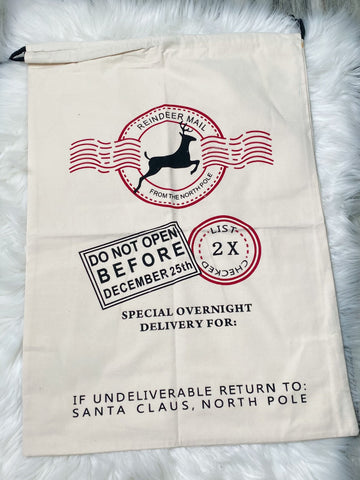 REINDEER MAIL
FROM THE NORTH POLE
DO NOT OPEN
BEFORE
DECEMBER 25th
LIST
2 X
CHECKED
SPECIAL OVERNIGHT
DELIVERY FOR:
IF UNDELIVERABLE RETURN TO:
SANTA CLAUS, NORTH POLE